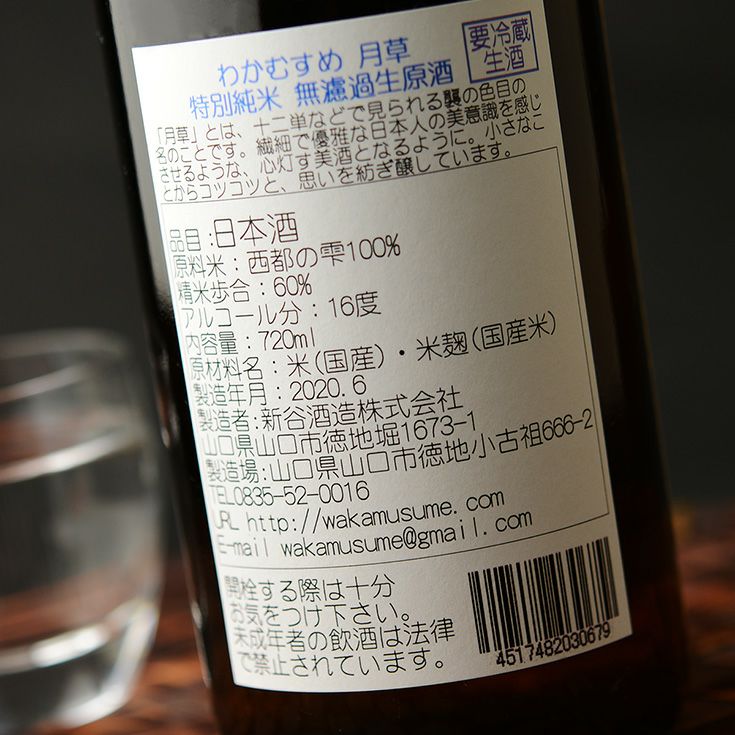 わかむすめ 月草
特別純米 無濾過生原酒
要冷蔵
生酒
「月草」とは、十二単などで見られる襲の色目の
名のことです。繊細で優雅な日本人の美意識を感じ
させるような、心灯す美酒となるように。小さなこ
とからコツコツと、思いを紡ぎ醸しています。
品目:日本酒
原料米:西都の雫100%
精米歩合:60%
アルコール分:16度
内容量:720ml
原材料名:米(国産)・米麹(国産米)
製造年月:2020.6
製造者:新谷酒造株式会社
山口県山口市徳地堀1673-1
製造場:山口県山口市徳地小古祖666-2
TEL0835-52-0016
URL http://wakamusume.com
E-mail wakamusume@gmail.com
開栓する際は十分
お気をつけ下さい。
未成年者の飲酒は法律
で禁止されています。
4517482030679